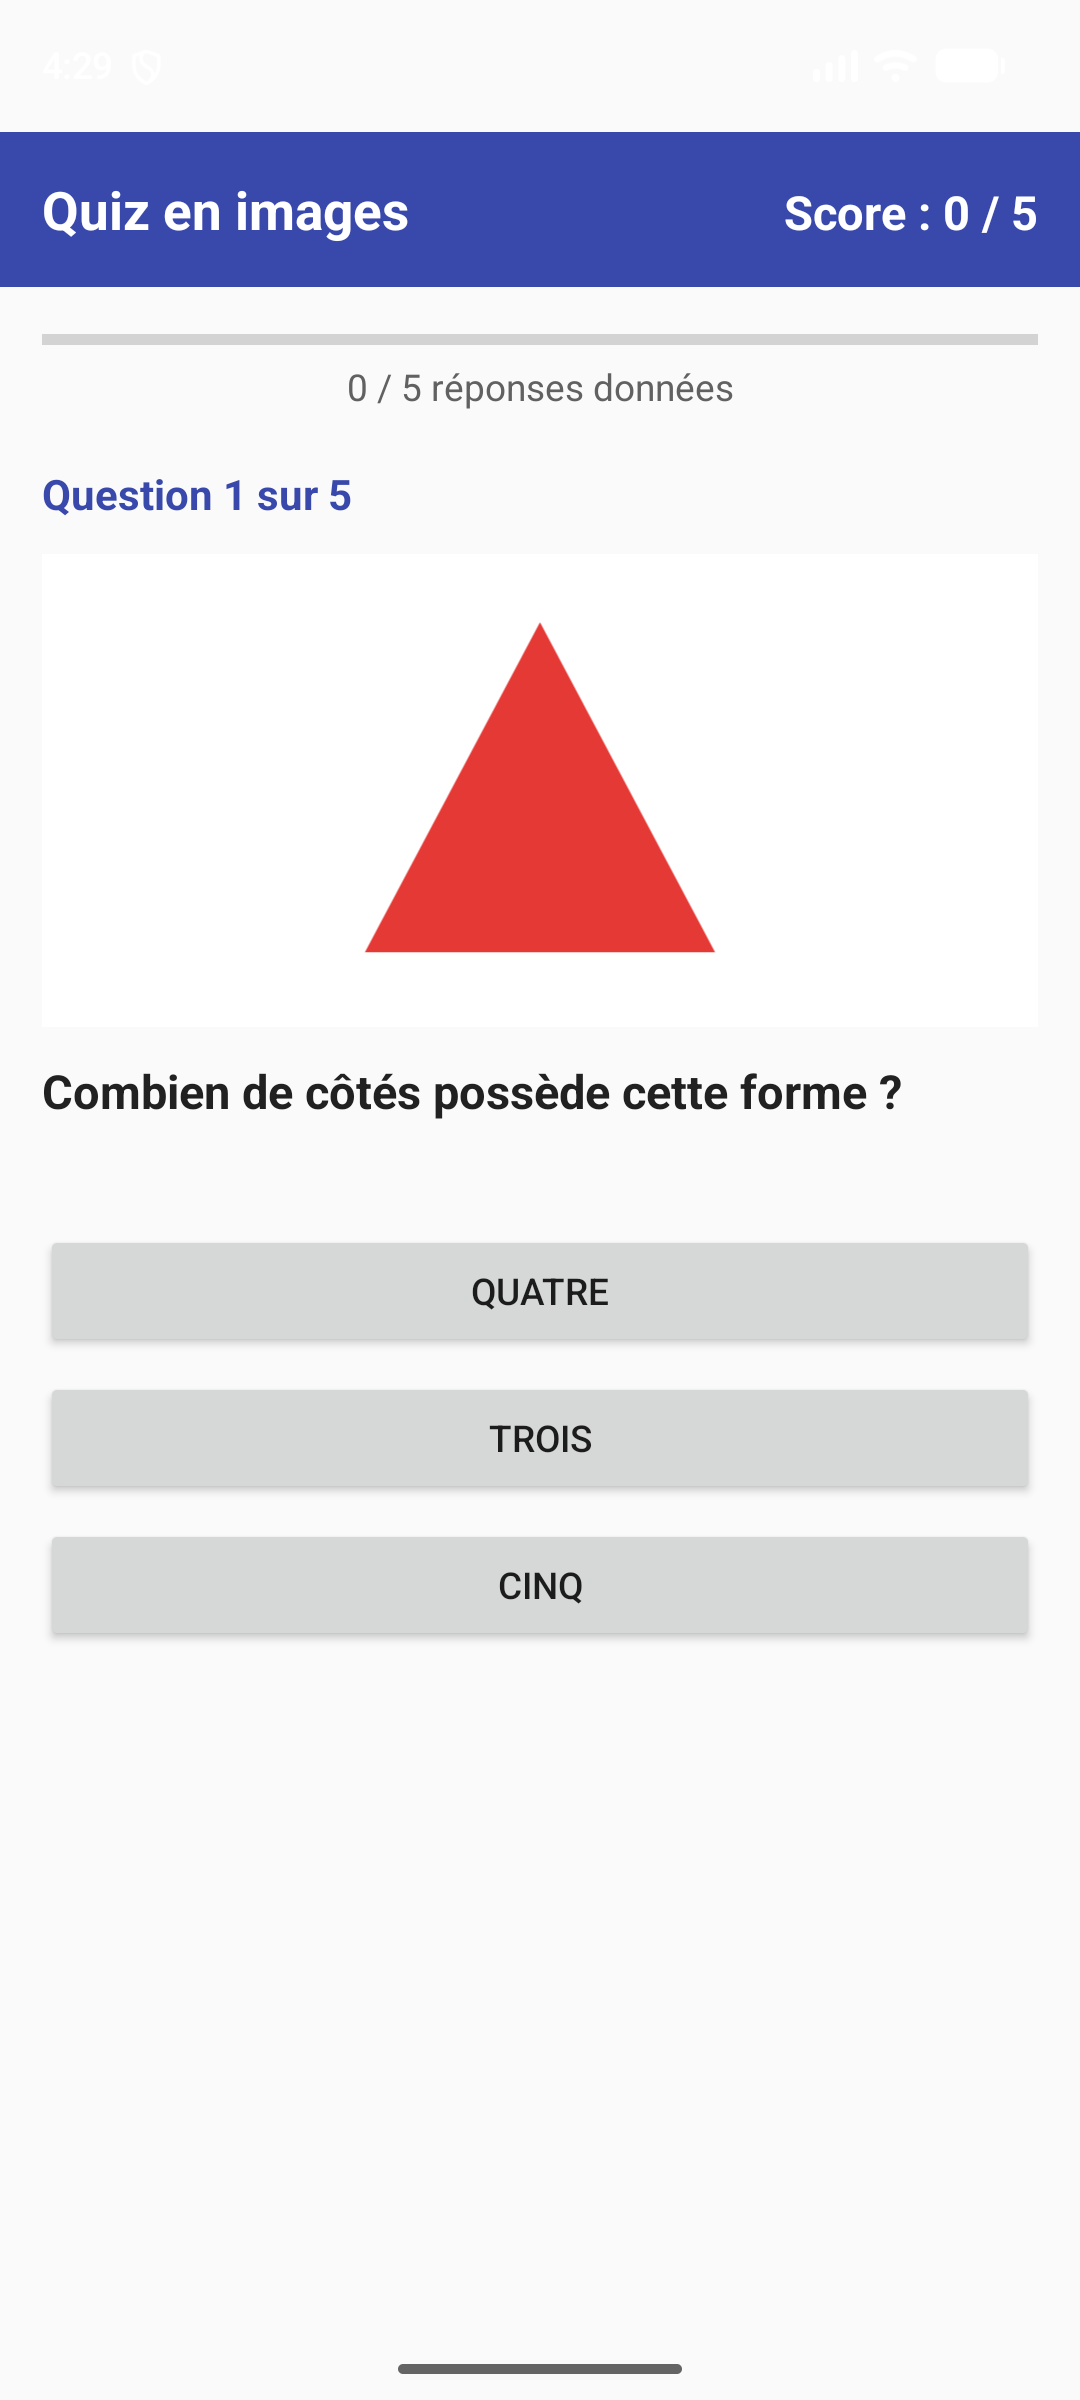 4:29
Quiz en images
Score : 0 / 5
0 / 5 réponses données
Question 1 sur 5
Combien de côtés possède cette forme ?
QUATRE
TROIS
CINQ